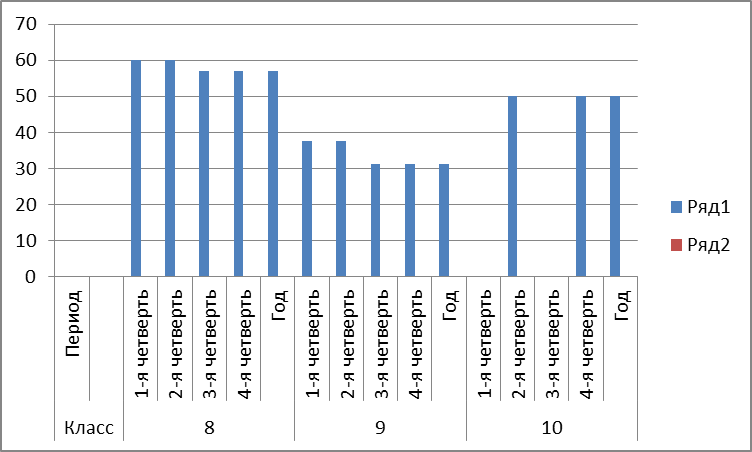 70
60
50
40
30
20
10
0
Ряд1
Ряд2
Период
1-я четверть
2-я четверть
3-я четверть
4-я четверть
Год
1-я четверть
2-я четверть
3-я четверть
4-я четверть
Год
1-я четверть
2-я четверть
3-я четверть
4-я четверть
Год
Класс 8 9 10